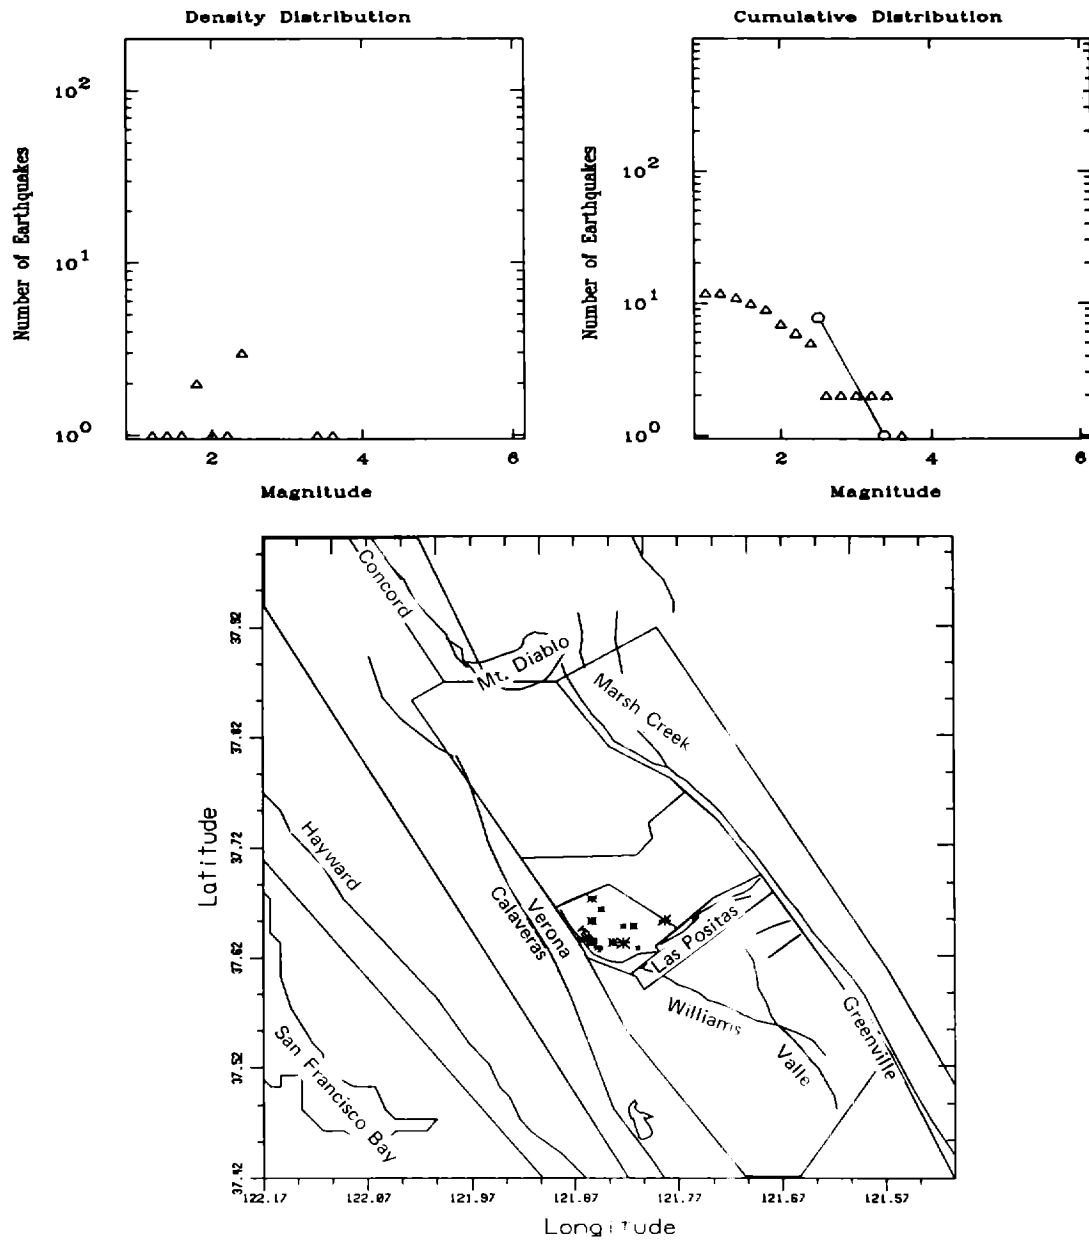 Density Distribution
Number of Earthquakes
10²
10¹
10⁰
2
4
6
Magnitude
Cumulative Distribution
Number of Earthquakes
10²
10¹
10⁰
2
4
6
Magnitude
Latitude
37.92
37.82
37.72
37.62
37.52
37.42
Concord
Mt. Diablo
Marsh Creek
Hayward
Verona
Calaveras
Las Positas
Williams
Valle
Greenville
San Francisco Bay
122.17
122.07
121.97
121.87
121.77
121.67
121.57
Longitude